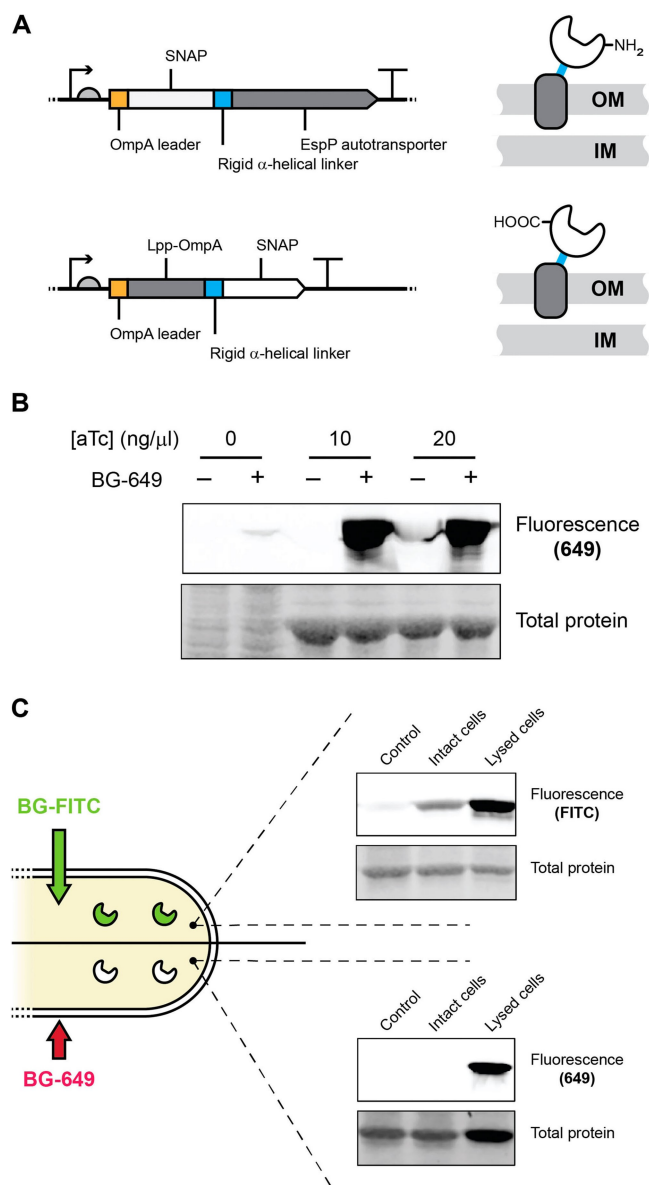 A
SNAP
OmpA leader
EspP autotransporter
Rigid α-helical linker
NH2
OM
IM
Lpp-OmpA
SNAP
OmpA leader
Rigid α-helical linker
HOOC
OM
IM
B
[aTc] (ng/μl) 0 10 20
BG-649 – + – + – +
Fluorescence
(649)
Total protein
C
BG-FITC
BG-649
Control
Intact cells
Lysed cells
Fluorescence
(FITC)
Total protein
Control
Intact cells
Lysed cells
Fluorescence
(649)
Total protein